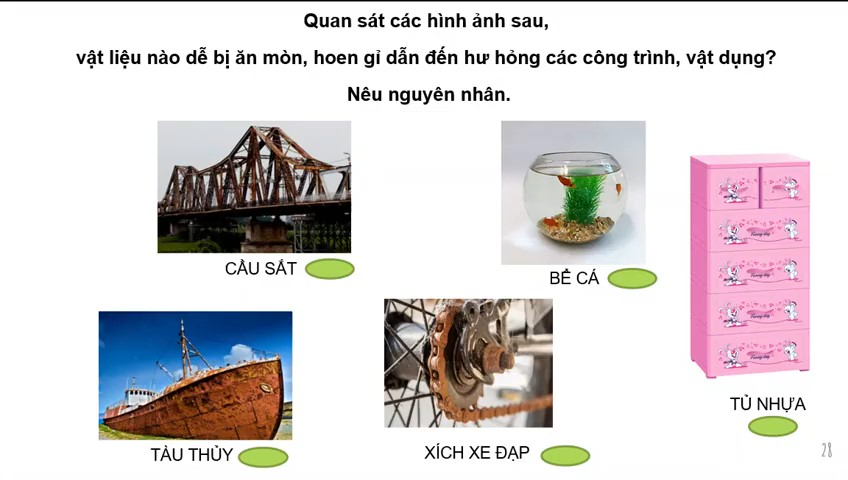 Quan sát các hình ảnh sau,
vật liệu nào dễ bị ăn mòn, hoen gỉ dẫn đến hư hỏng các công trình, vật dụng?
Nêu nguyên nhân.
CẦU SẮT
BỂ CÁ
TÀU THỦY
XÍCH XE ĐẠP
TỦ NHỰA
28